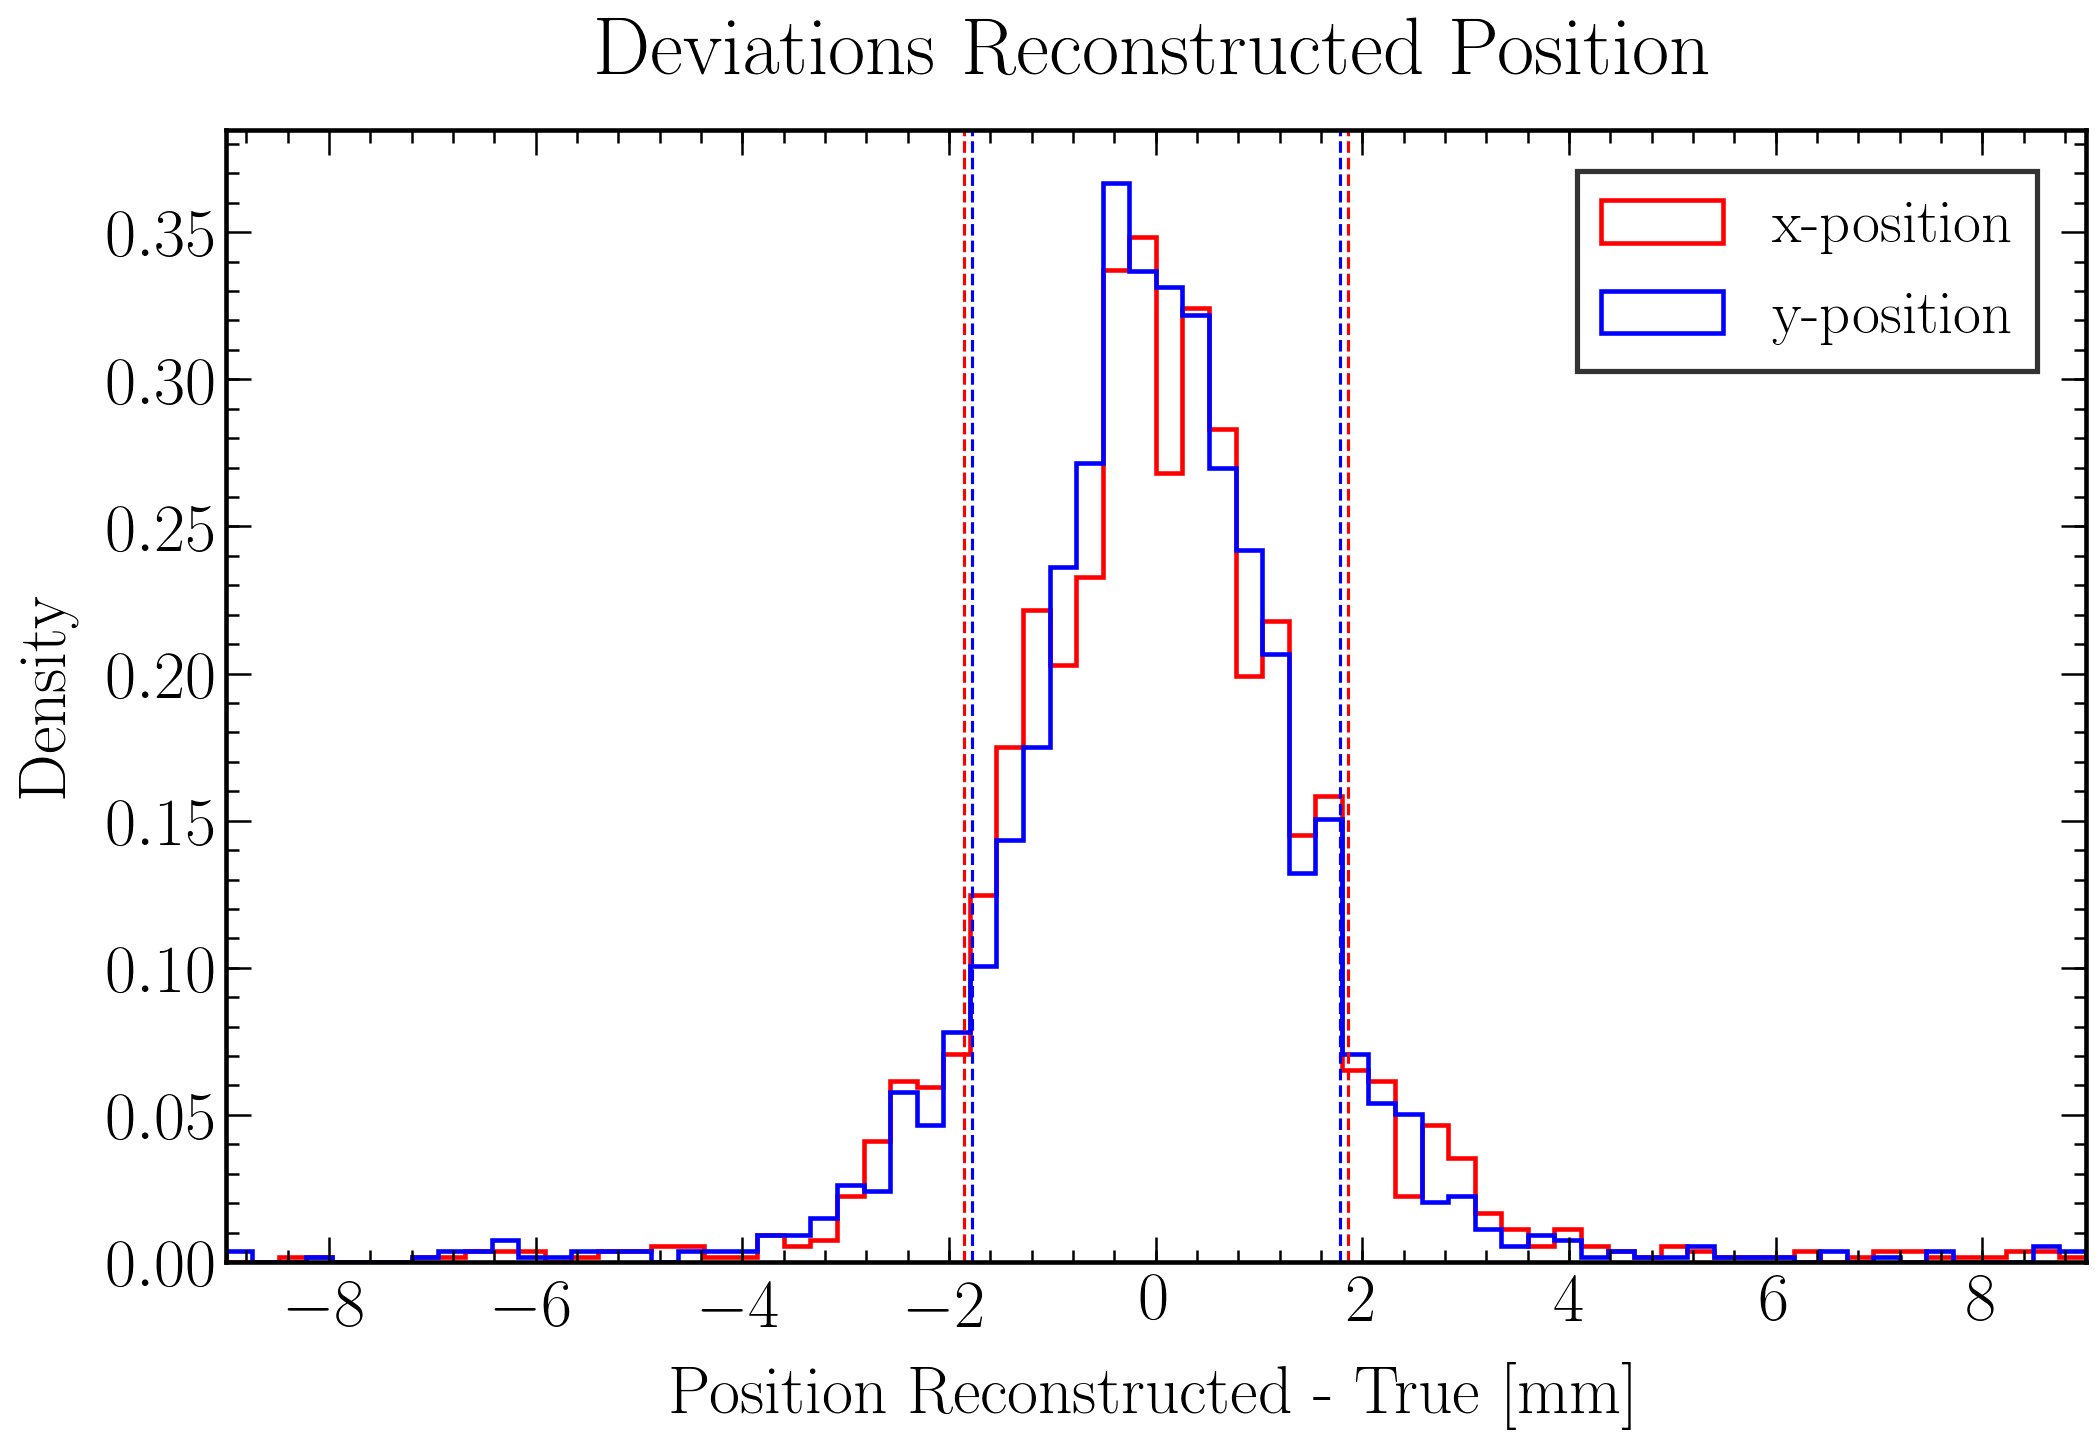 Deviations Reconstructed Position
x-position
y-position
Density
0.35
0.30
0.25
0.20
0.15
0.10
0.05
0.00
−8 −6 −4 −2 0 2 4 6 8
Position Reconstructed - True [mm]